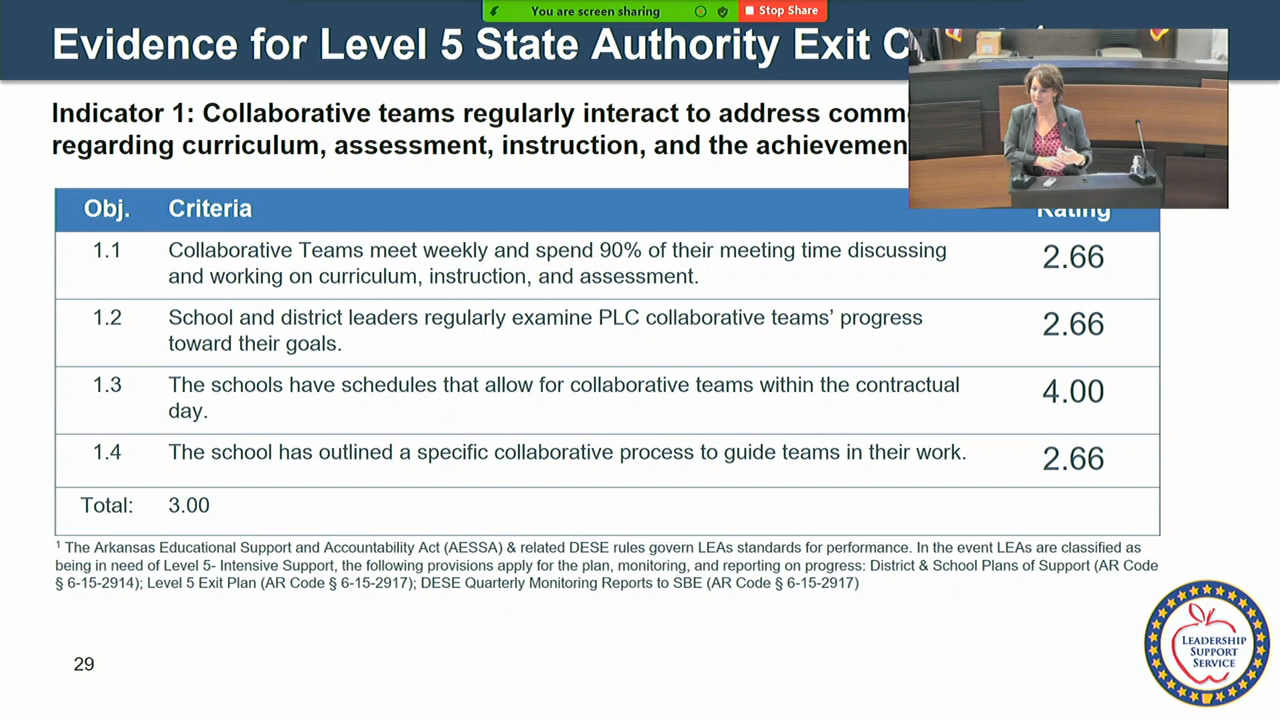 You are screen sharing
Stop Share
Evidence for Level 5 State Authority Exit
Indicator 1: Collaborative teams regularly interact to address
regarding curriculum, assessment, instruction, and the
Obj. Criteria Rating
1.1 Collaborative Teams meet weekly and spend 90% of their meeting time discussing 2.66
and working on curriculum, instruction, and assessment.
1.2 School and district leaders regularly examine PLC collaborative teams’ progress 2.66
toward their goals.
1.3 The schools have schedules that allow for collaborative teams within the contractual 4.00
day.
1.4 The school has outlined a specific collaborative process to guide teams in their work. 2.66
Total: 3.00
¹ The Arkansas Educational Support and Accountability Act (AESSA) & related DESE rules govern LEAs standards for performance. In the event LEAs are classified as
being in need of Level 5- Intensive Support, the following provisions apply for the plan, monitoring, and reporting on progress: District & School Plans of Support (AR Code
§ 6-15-2914); Level 5 Exit Plan (AR Code § 6-15-2917); DESE Quarterly Monitoring Reports to SBE (AR Code § 6-15-2917)
LEADERSHIP
SUPPORT
SERVICE
29